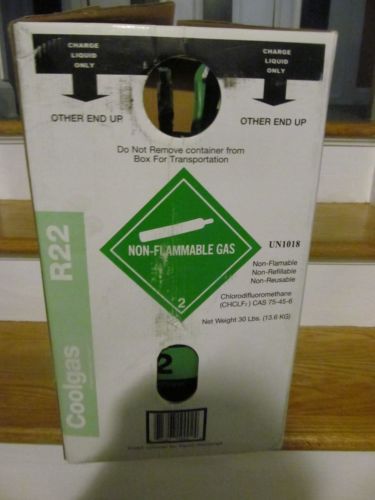 CHARGE
LIQUID
ONLY
CHARGE
LIQUID
ONLY
OTHER END UP
OTHER END UP
Do Not Remove container from
Box For Transportation
NON-FLAMMABLE GAS
2
UN1018
Non-Flamable
Non-Refillable
Non-Reusable
Chlorodifluoromethane
(CHCLF₂) CAS 75-45-6
Net Weight 30 Lbs. (13.6 KG)
Coolgas R22
2